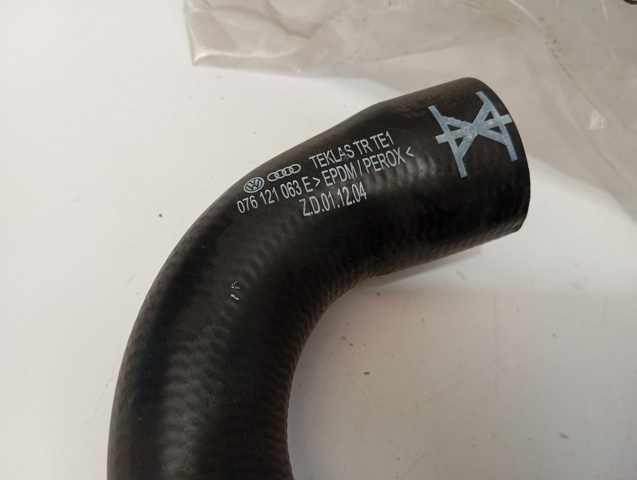 TEKLAS TR TE1
076 121 063 E >EPDM / PEROX<
Z.D.01.12.04